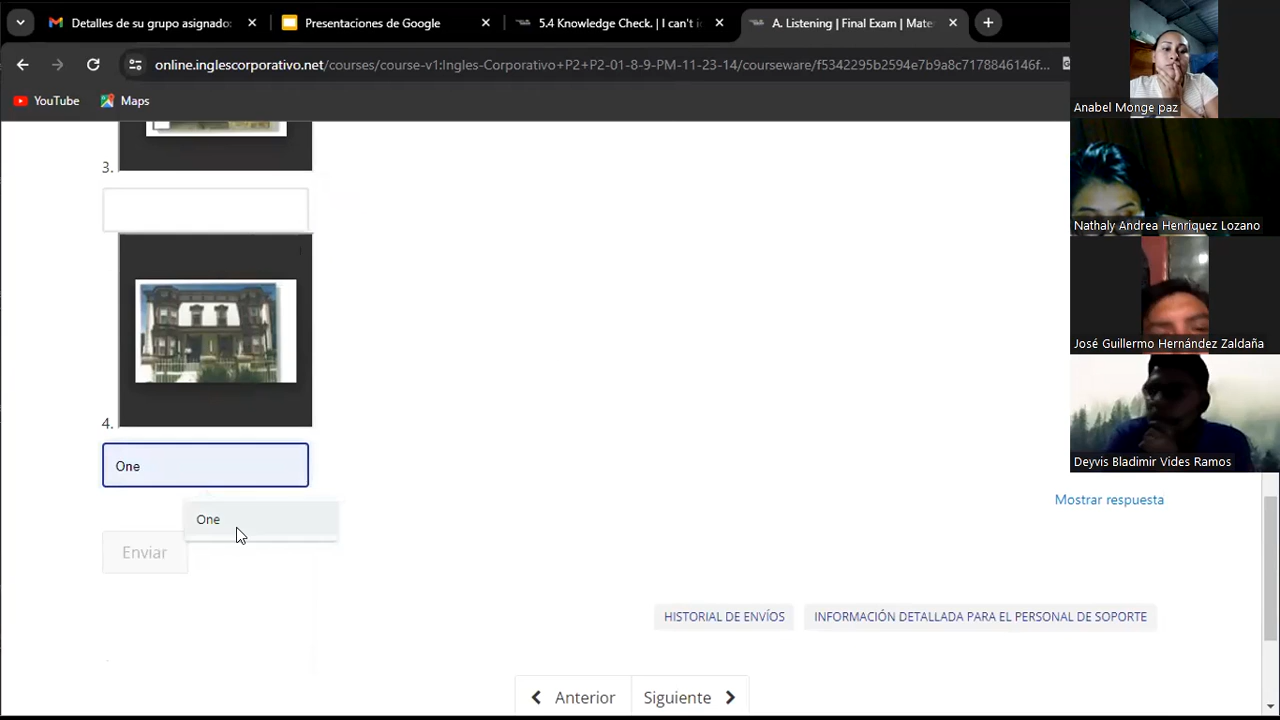 Detalles de su grupo asignado:
Presentaciones de Google
5.4 Knowledge Check. | I can't i
A. Listening | Final Exam | Mate
online.inglescorporativo.net/courses/course-v1:Ingles-Corporativo+P2+P2-01-8-9-PM-11-23-14/courseware/f5342295b2594e7b9a8c7178846146f...
YouTube
Maps
Anabel Monge paz
3.
Nathaly Andrea Henriquez Lozano
José Guillermo Hernández Zaldaña
4.
One
Deyvis Bladimir Vides Ramos
Mostrar respuesta
One
Enviar
HISTORIAL DE ENVÍOS
INFORMACIÓN DETALLADA PARA EL PERSONAL DE SOPORTE
Anterior
Siguiente